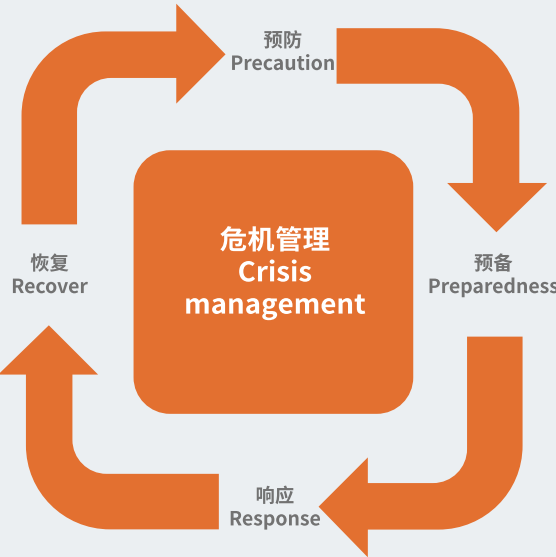 预防
Precaution
危机管理
Crisis
management
恢复
Recover
预备
Preparedness
响应
Response